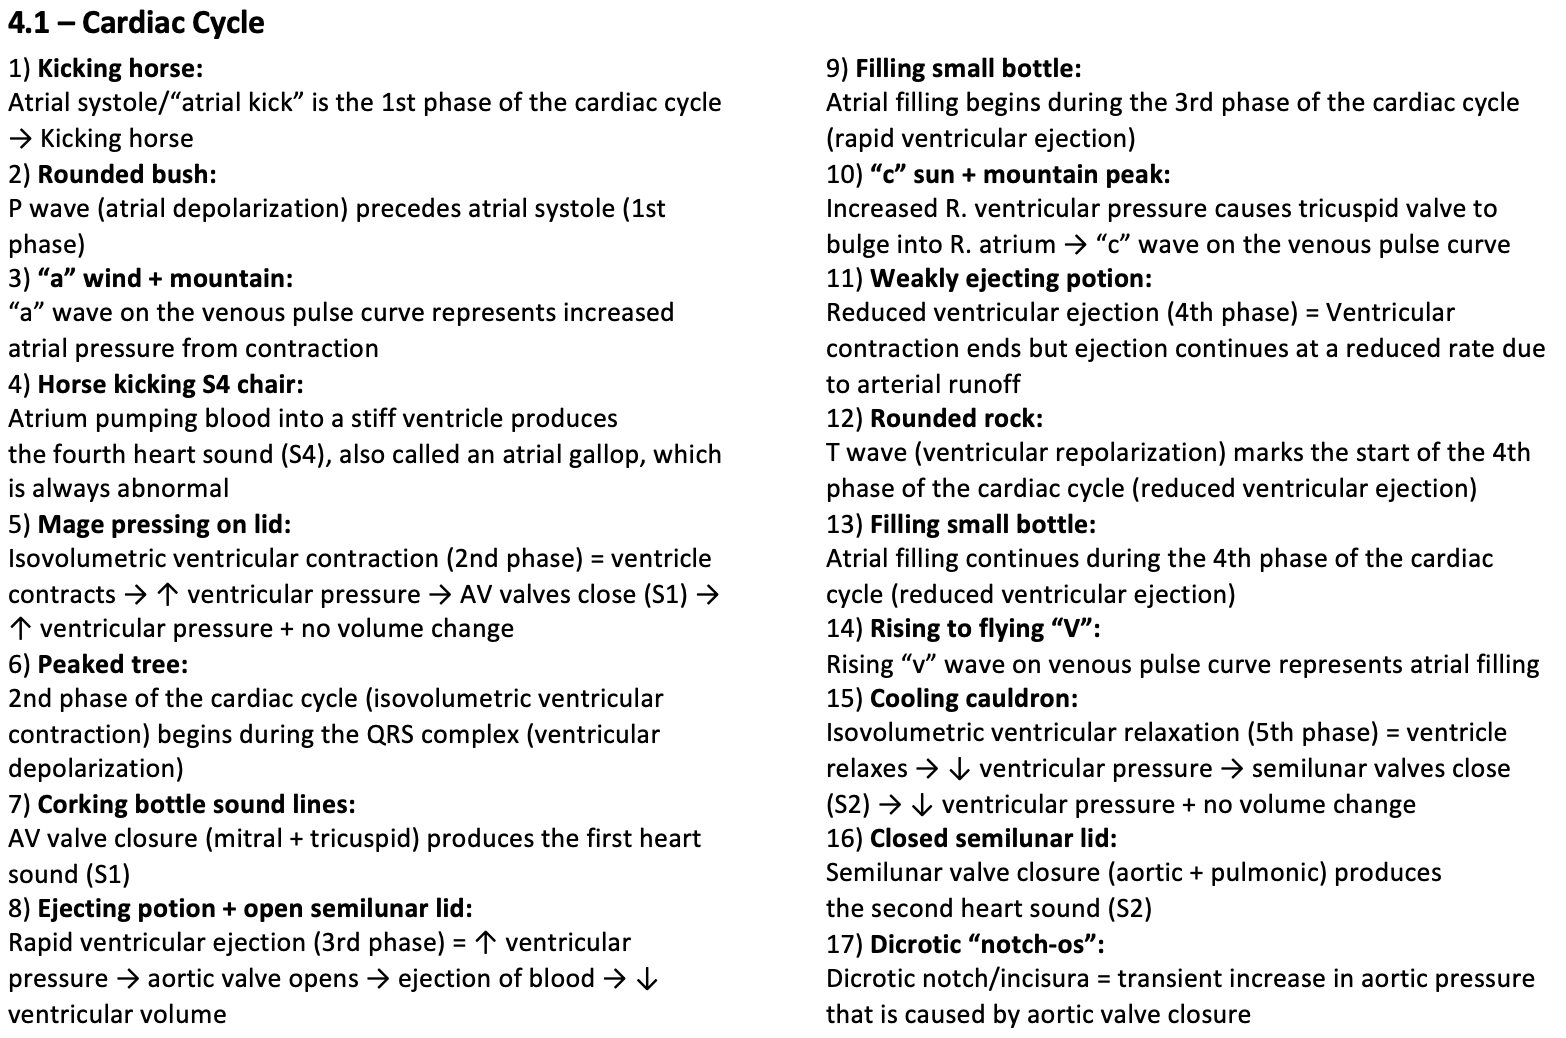 4.1 – Cardiac Cycle
1) Kicking horse:
Atrial systole/“atrial kick” is the 1st phase of the cardiac cycle
→ Kicking horse
2) Rounded bush:
P wave (atrial depolarization) precedes atrial systole (1st
phase)
3) “a” wind + mountain:
“a” wave on the venous pulse curve represents increased
atrial pressure from contraction
4) Horse kicking S4 chair:
Atrium pumping blood into a stiff ventricle produces
the fourth heart sound (S4), also called an atrial gallop, which
is always abnormal
5) Mage pressing on lid:
Isovolumetric ventricular contraction (2nd phase) = ventricle
contracts → ↑ ventricular pressure → AV valves close (S1) →
↑ ventricular pressure + no volume change
6) Peaked tree:
2nd phase of the cardiac cycle (isovolumetric ventricular
contraction) begins during the QRS complex (ventricular
depolarization)
7) Corking bottle sound lines:
AV valve closure (mitral + tricuspid) produces the first heart
sound (S1)
8) Ejecting potion + open semilunar lid:
Rapid ventricular ejection (3rd phase) = ↑ ventricular
pressure → aortic valve opens → ejection of blood → ↓
ventricular volume
9) Filling small bottle:
Atrial filling begins during the 3rd phase of the cardiac cycle
(rapid ventricular ejection)
10) “c” sun + mountain peak:
Increased R. ventricular pressure causes tricuspid valve to
bulge into R. atrium → “c” wave on the venous pulse curve
11) Weakly ejecting potion:
Reduced ventricular ejection (4th phase) = Ventricular
contraction ends but ejection continues at a reduced rate due
to arterial runoff
12) Rounded rock:
T wave (ventricular repolarization) marks the start of the 4th
phase of the cardiac cycle (reduced ventricular ejection)
13) Filling small bottle:
Atrial filling continues during the 4th phase of the cardiac
cycle (reduced ventricular ejection)
14) Rising to flying “V”:
Rising “v” wave on venous pulse curve represents atrial filling
15) Cooling cauldron:
Isovolumetric ventricular relaxation (5th phase) = ventricle
relaxes → ↓ ventricular pressure → semilunar valves close
(S2) → ↓ ventricular pressure + no volume change
16) Closed semilunar lid:
Semilunar valve closure (aortic + pulmonic) produces
the second heart sound (S2)
17) Dicrotic “notch-os”:
Dicrotic notch/incisura = transient increase in aortic pressure
that is caused by aortic valve closure